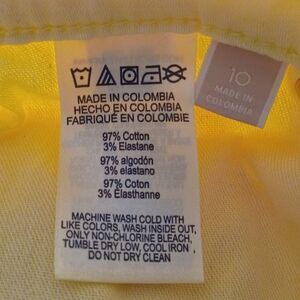 MADE IN COLOMBIA
HECHO EN COLOMBIA
FABRIQUÉ EN COLOMBIE
97% Cotton
3% Elastane
97% algodón
3% elastano
97% Coton
3% Elasthanne
MACHINE WASH COLD WITH
LIKE COLORS, WASH INSIDE OUT,
ONLY NON-CHLORINE BLEACH,
TUMBLE DRY LOW, COOL IRON ,
DO NOT DRY CLEAN
10
MADE IN
COLOMBIA